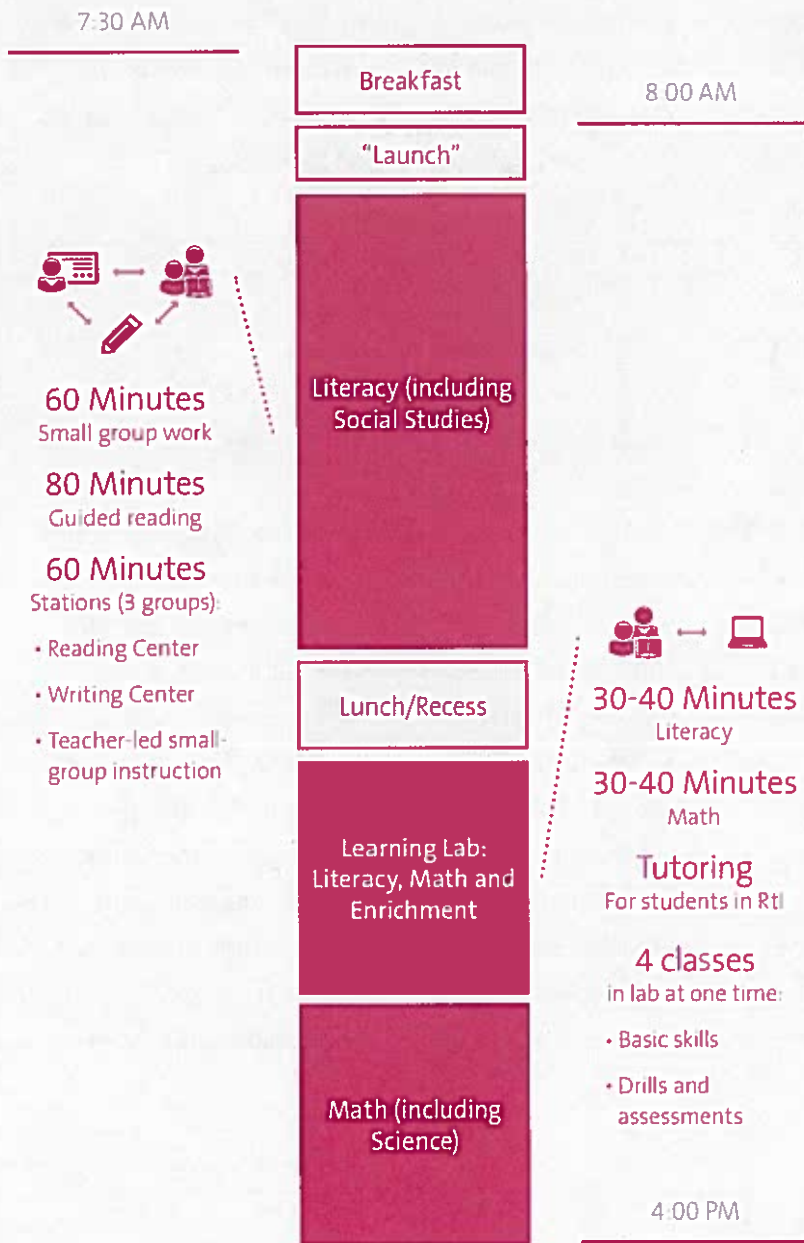 7:30 AM
Breakfast
8 00 AM
"Launch"
Literacy (including
Social Studies)
60 Minutes
Small group work
80 Minutes
Guided reading
60 Minutes
Stations (3 groups):
• Reading Center
• Writing Center
• Teacher-led small-
group instruction
Lunch/Recess
30-40 Minutes
Literacy
30-40 Minutes
Math
Tutoring
For students in RtI
4 classes
in lab at one time:
• Basic skills
• Drills and
assessments
Learning Lab:
Literacy, Math and
Enrichment
Math (including
Science)
4:00 PM